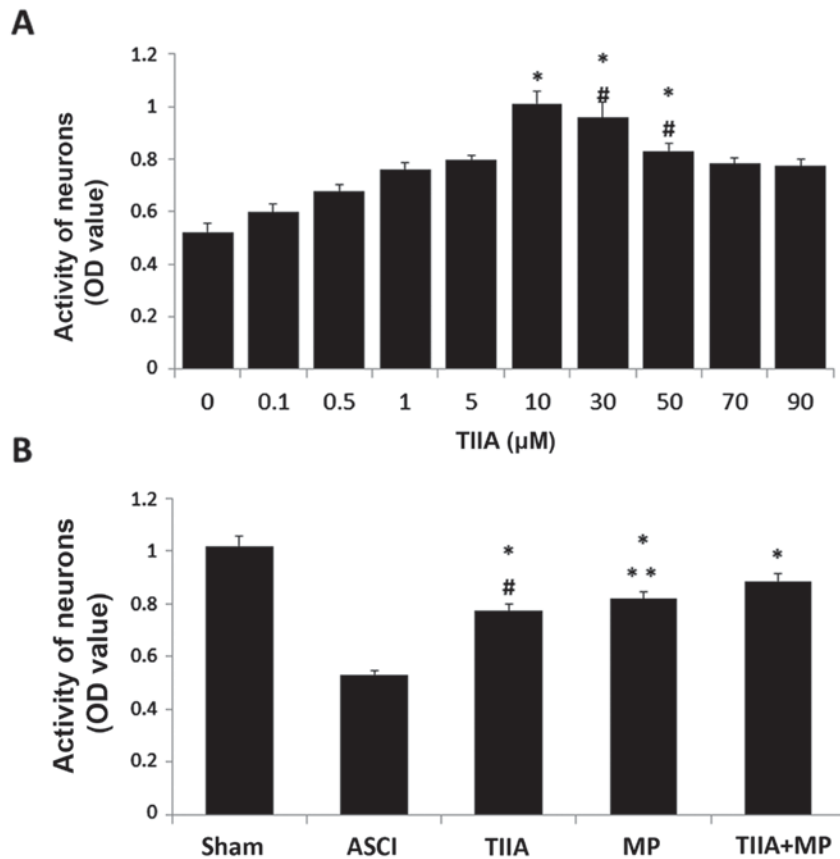 A
Activity of neurons
(OD value)
1.2
1
0.8
0.6
0.4
0.2
0
*
*
#
*
#
0 0.1 0.5 1 5 10 30 50 70 90
TIIA (μM)
B
Activity of neurons
(OD value)
1.2
1
0.8
0.6
0.4
0.2
0
*
#
*
* *
*
Sham ASCI TIIA MP TIIA+MP